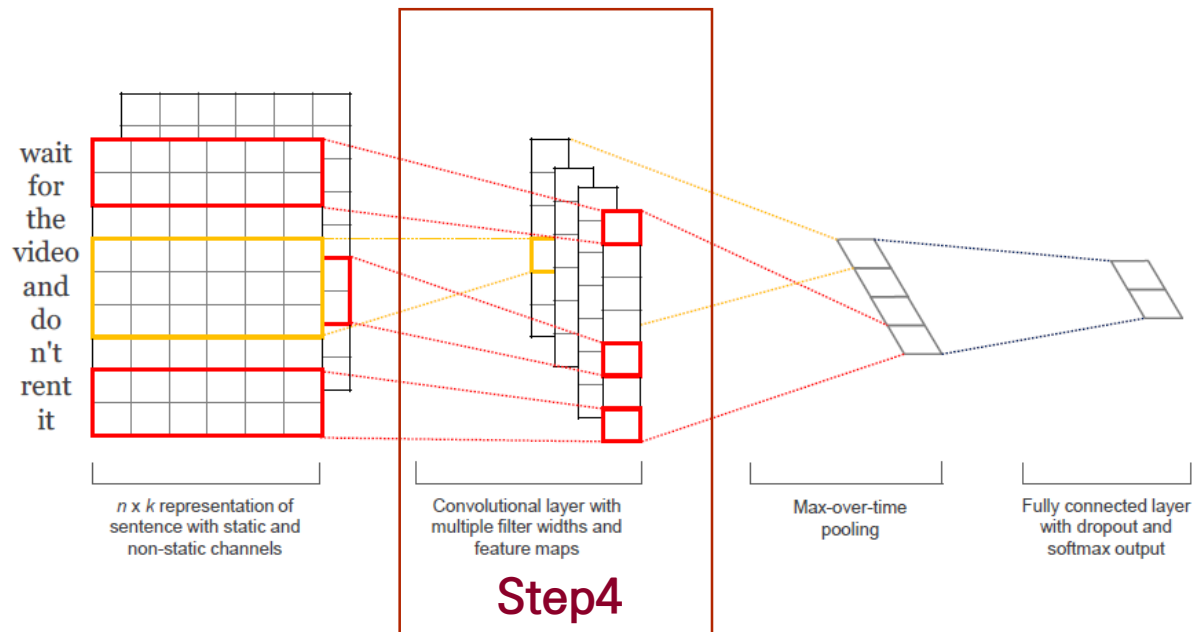 wait
for
the
video
and
do
n't
rent
it
n x k representation of
sentence with static and
non-static channels
Convolutional layer with
multiple filter widths and
feature maps
Max-over-time
pooling
Fully connected layer
with dropout and
softmax output
Step4